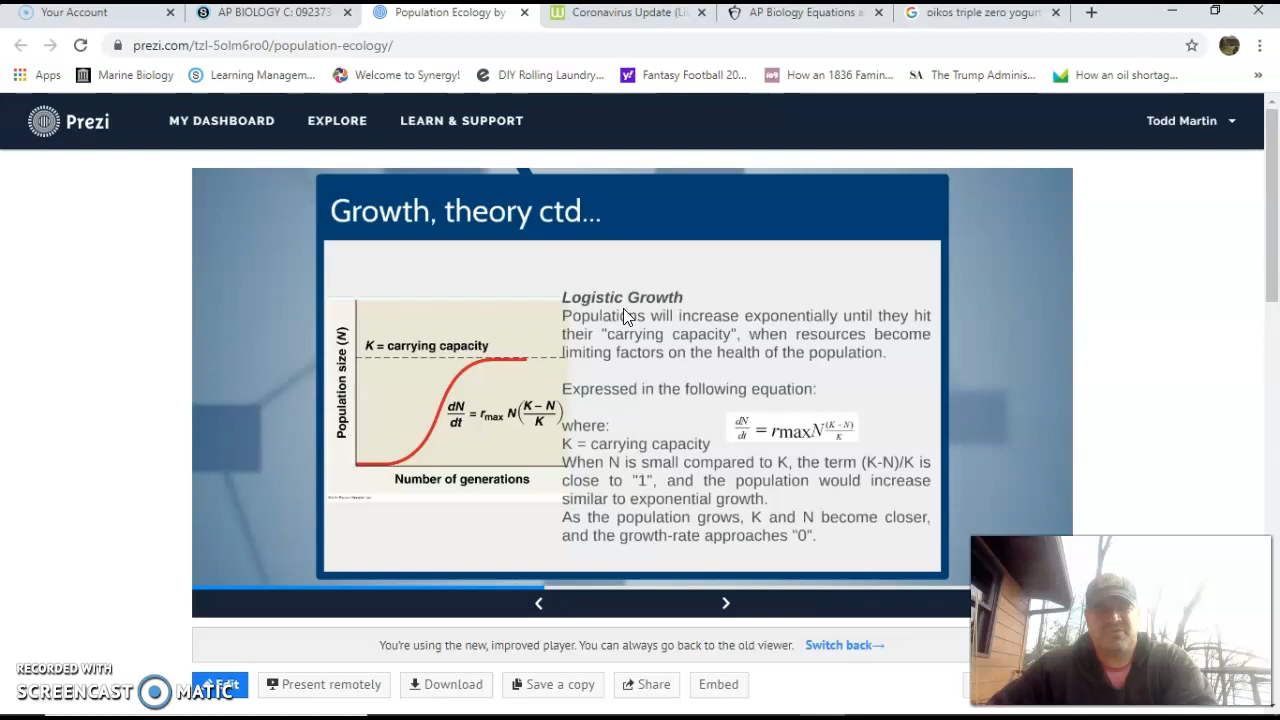 Your Account
AP BIOLOGY C: 092373
Population Ecology by
Coronavirus Update (Li
AP Biology Equations a
oikos triple zero yogurt
prezi.com/tzl-5olm6ro0/population-ecology/
Apps
Marine Biology
Learning Managem...
Welcome to Synergy!
DIY Rolling Laundry...
Fantasy Football 20...
How an 1836 Famin...
The Trump Adminis...
How an oil shortag...
Prezi
MY DASHBOARD
EXPLORE
LEARN & SUPPORT
Todd Martin
Growth, theory ctd...
Population size (N)
K = carrying capacity
dN/dt = rmax N(K – N/K)
Number of generations
Logistic Growth
Populations will increase exponentially until they hit
their "carrying capacity", when resources become
limiting factors on the health of the population.
Expressed in the following equation:
where:
dN/dt = rmaxN(K−N)/K
K = carrying capacity
When N is small compared to K, the term (K-N)/K is
close to "1", and the population would increase
similar to exponential growth.
As the population grows, K and N become closer,
and the growth-rate approaches "0".
You're using the new, improved player. You can always go back to the old viewer. Switch back→
Edit
Present remotely
Download
Save a copy
Share
Embed
RECORDED WITH
SCREENCAST MATIC